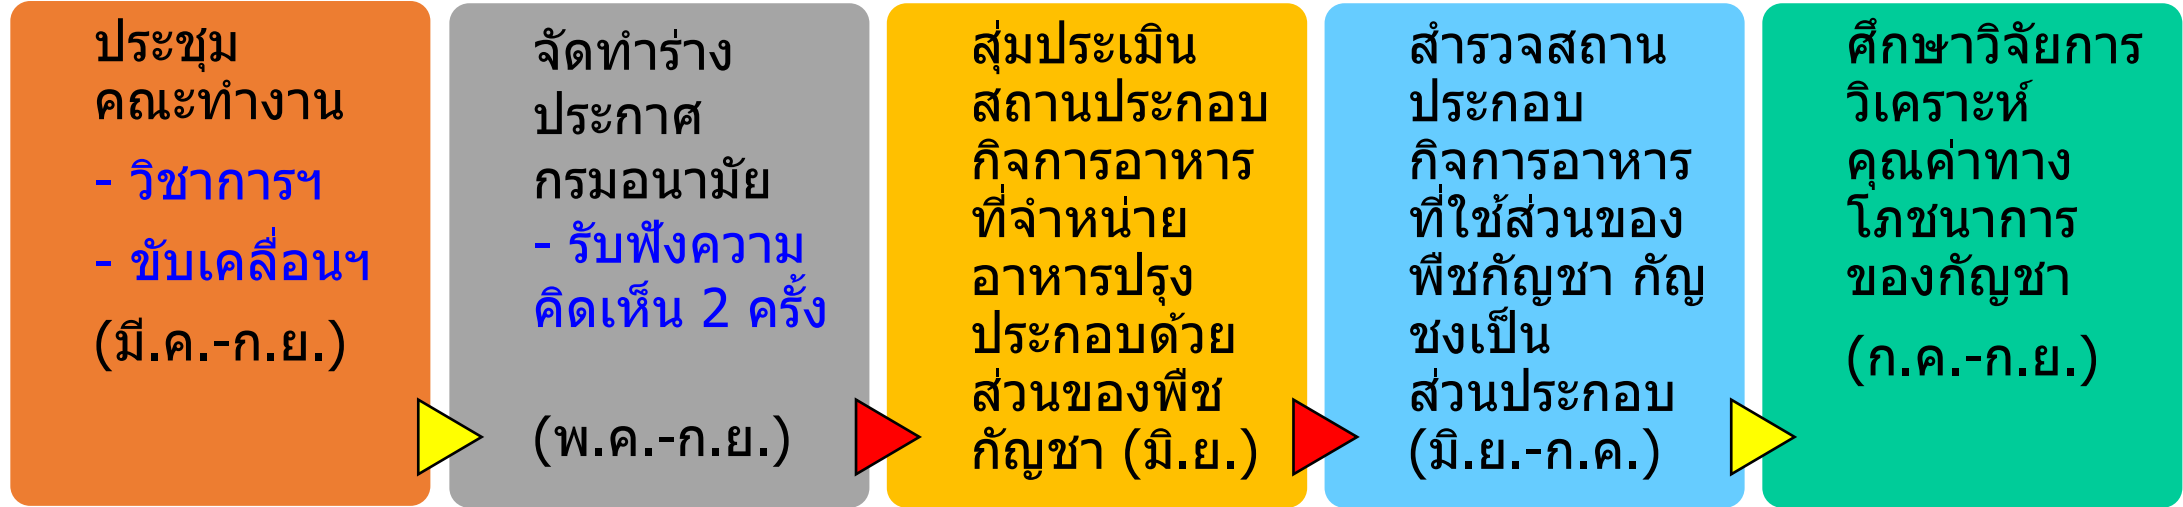 ประชุม
คณะทำงาน
- วิชาการฯ
- ขับเคลื่อนฯ
(มี.ค.-ก.ย.)
จัดทำร่าง
ประกาศ
กรมอนามัย
- รับฟังความ
คิดเห็น 2 ครั้ง
(พ.ค.-ก.ย.)
สุ่มประเมิน
สถานประกอบ
กิจการอาหาร
ที่จำหน่าย
อาหารปรุง
ประกอบด้วย
ส่วนของพืช
กัญชา (มิ.ย.)
สำรวจสถาน
ประกอบ
กิจการอาหาร
ที่ใช้ส่วนของ
พืชกัญชา กัญ
ชงเป็น
ส่วนประกอบ
(มิ.ย.-ก.ค.)
ศึกษาวิจัยการ
วิเคราะห์
คุณค่าทาง
โภชนาการ
ของกัญชา
(ก.ค.-ก.ย.)